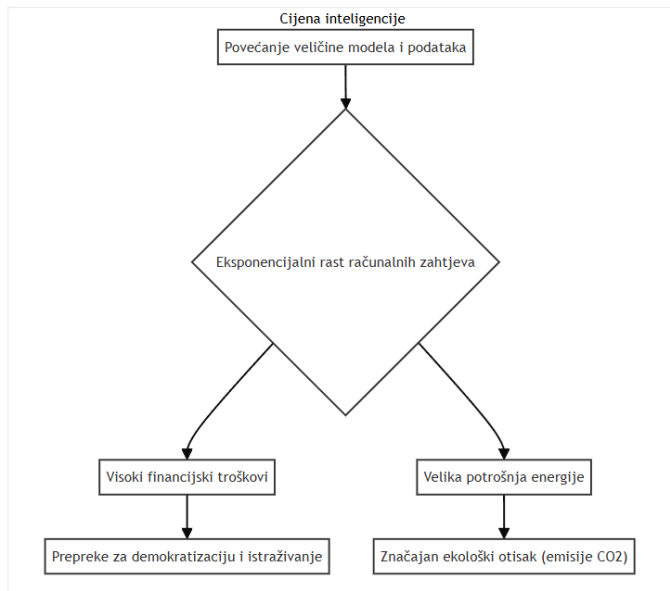 Cijena inteligencije
Povećanje veličine modela i podataka
Eksponencijalni rast računalnih zahtjeva
Visoki financijski troškovi
Velika potrošnja energije
Prepreke za demokratizaciju i istraživanje
Značajan ekološki otisak (emisije CO2)